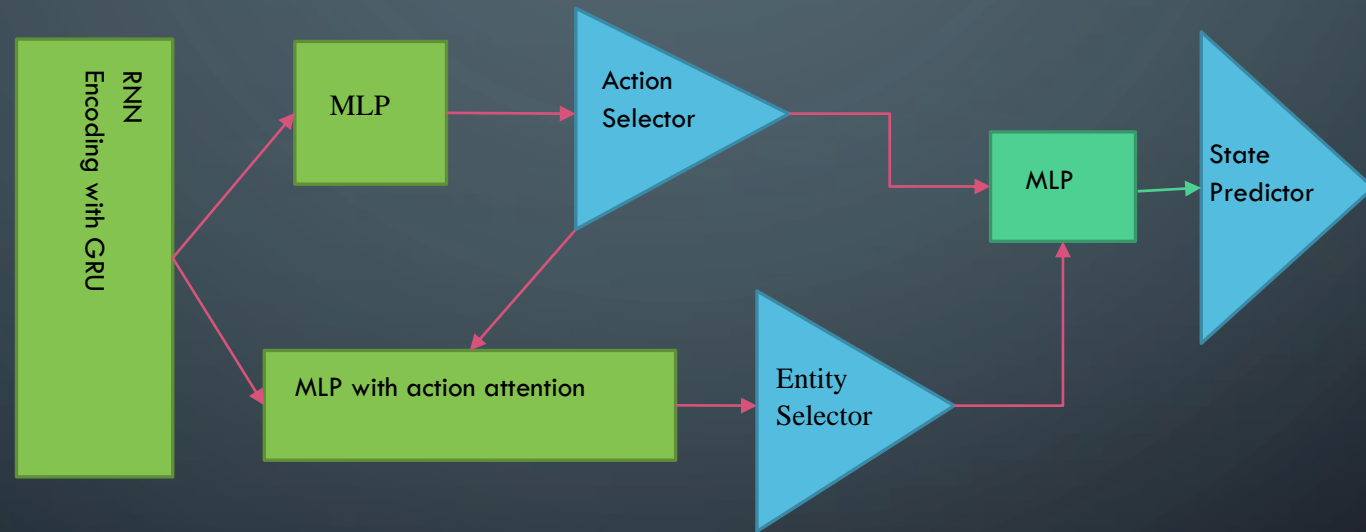 RNN
Encoding with GRU
MLP
Action
Selector
MLP
State
Predictor
MLP with action attention
Entity
Selector